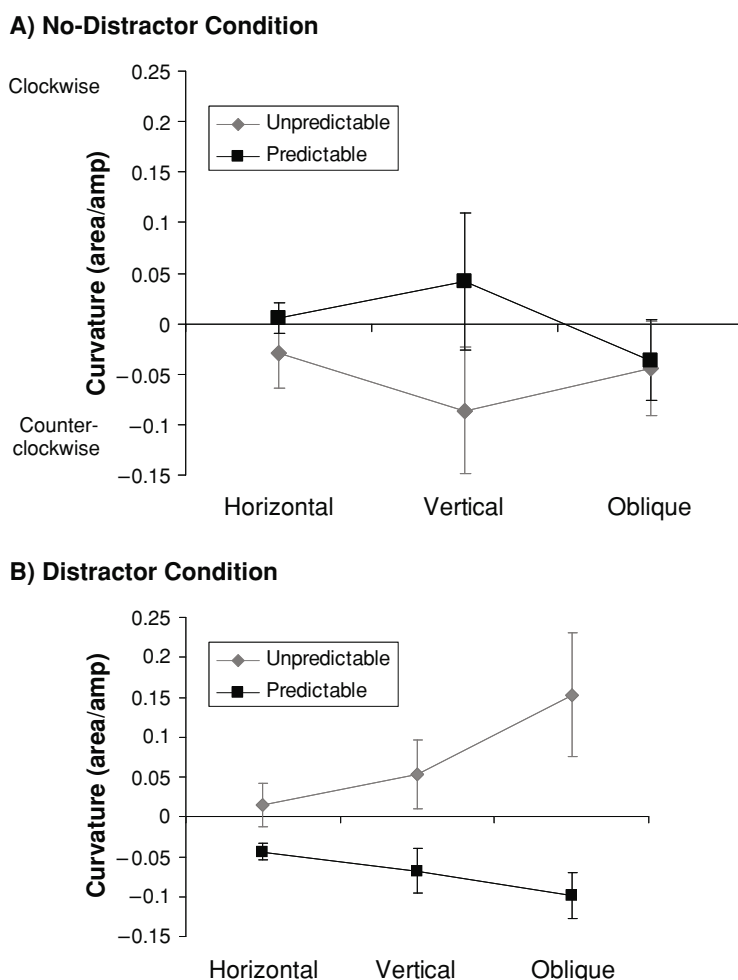 A) No-Distractor Condition
Clockwise
Curvature (area/amp)
Counter-
clockwise
0.25
0.2
0.15
0.1
0.05
0
−0.05
−0.1
−0.15
Unpredictable
Predictable
Horizontal Vertical Oblique
B) Distractor Condition
Curvature (area/amp)
0.25
0.2
0.15
0.1
0.05
0
−0.05
−0.1
−0.15
Unpredictable
Predictable
Horizontal Vertical Oblique